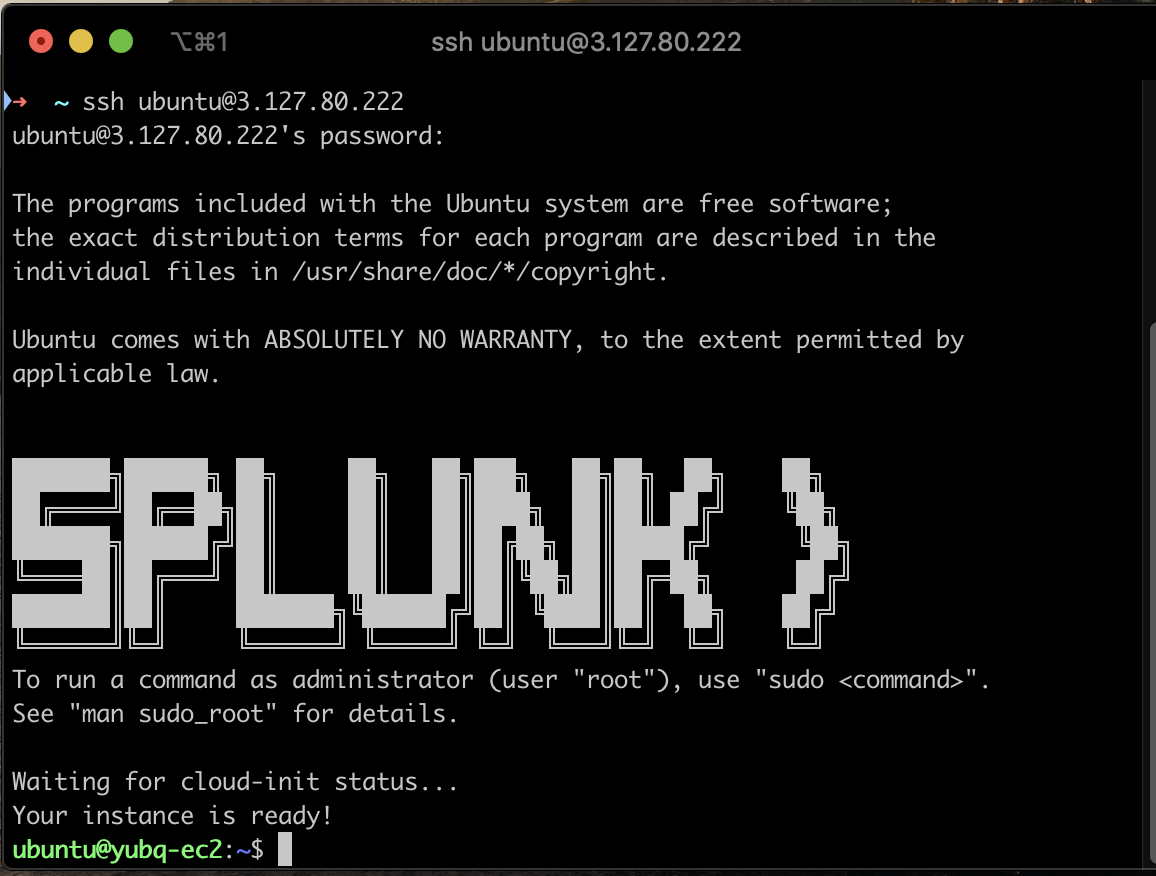 ⌥⌘1
ssh ubuntu@3.127.80.222
➜ ~ ssh ubuntu@3.127.80.222
ubuntu@3.127.80.222's password:
The programs included with the Ubuntu system are free software;
the exact distribution terms for each program are described in the
individual files in /usr/share/doc/*/copyright.
Ubuntu comes with ABSOLUTELY NO WARRANTY, to the extent permitted by
applicable law.
SPLUNK >
To run a command as administrator (user "root"), use "sudo <command>".
See "man sudo_root" for details.
Waiting for cloud-init status...
Your instance is ready!
ubuntu@yubq-ec2:~$